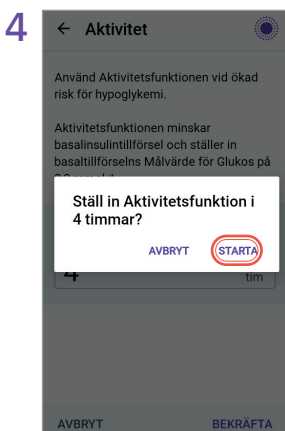 4
Aktivitet
Använd Aktivitetsfunktionen vid ökad
risk för hypoglykemi.
Aktivitetsfunktionen minskar
basalinsulintillförsel och ställer in
basaltillförselns Målvärde för Glukos på
Ställ in Aktivitetsfunktion i
4 timmar?
AVBRYT STARTA
4 tim
AVBRYT BEKRÄFTA